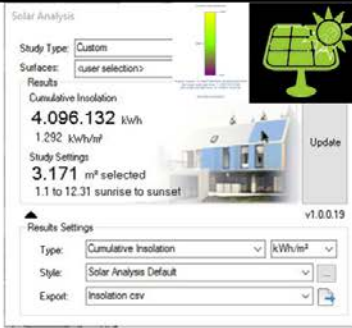 Solar Analysis
Study Type: Custom
Surfaces: <user selection>
Results
Cumulative Insolation
4.096.132 kWh
1.292 kWh/m²
Study Settings
3.171 m² selected
1.1 to 12.31 sunrise to sunset
Update
v1.0.0.19
Results Settings
Type: Cumulative Insolation kWh/m²
Style: Solar Analysis Default ...
Export: Insolation csv